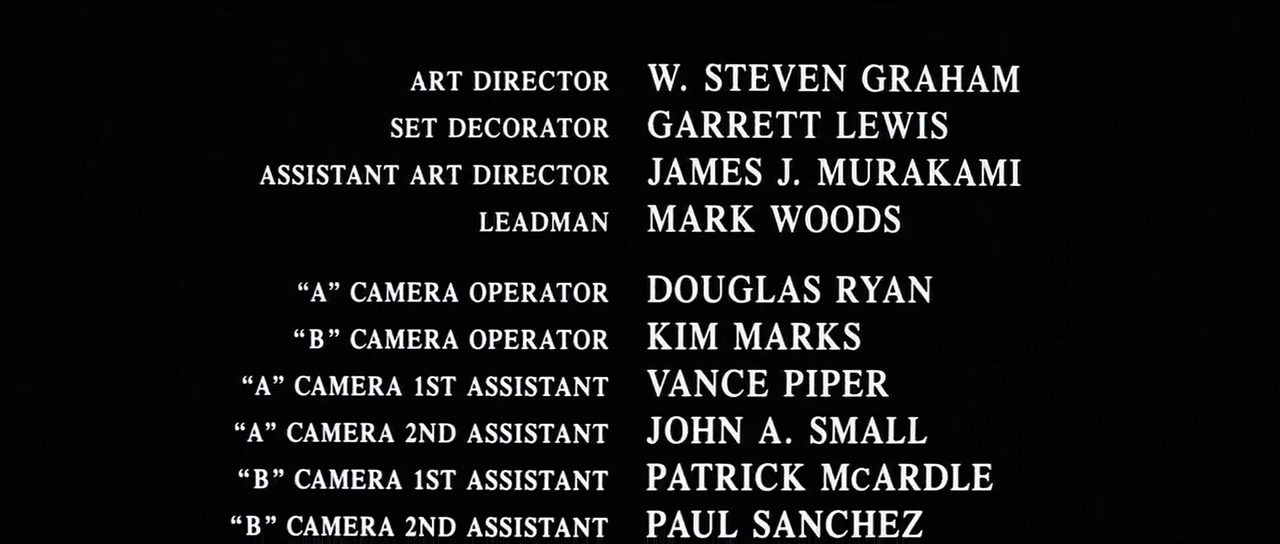 ART DIRECTOR W. STEVEN GRAHAM
SET DECORATOR GARRETT LEWIS
ASSISTANT ART DIRECTOR JAMES J. MURAKAMI
LEADMAN MARK WOODS
“A” CAMERA OPERATOR DOUGLAS RYAN
“B” CAMERA OPERATOR KIM MARKS
“A” CAMERA 1ST ASSISTANT VANCE PIPER
“A” CAMERA 2ND ASSISTANT JOHN A. SMALL
“B” CAMERA 1ST ASSISTANT PATRICK McARDLE
“B” CAMERA 2ND ASSISTANT PAUL SANCHEZ